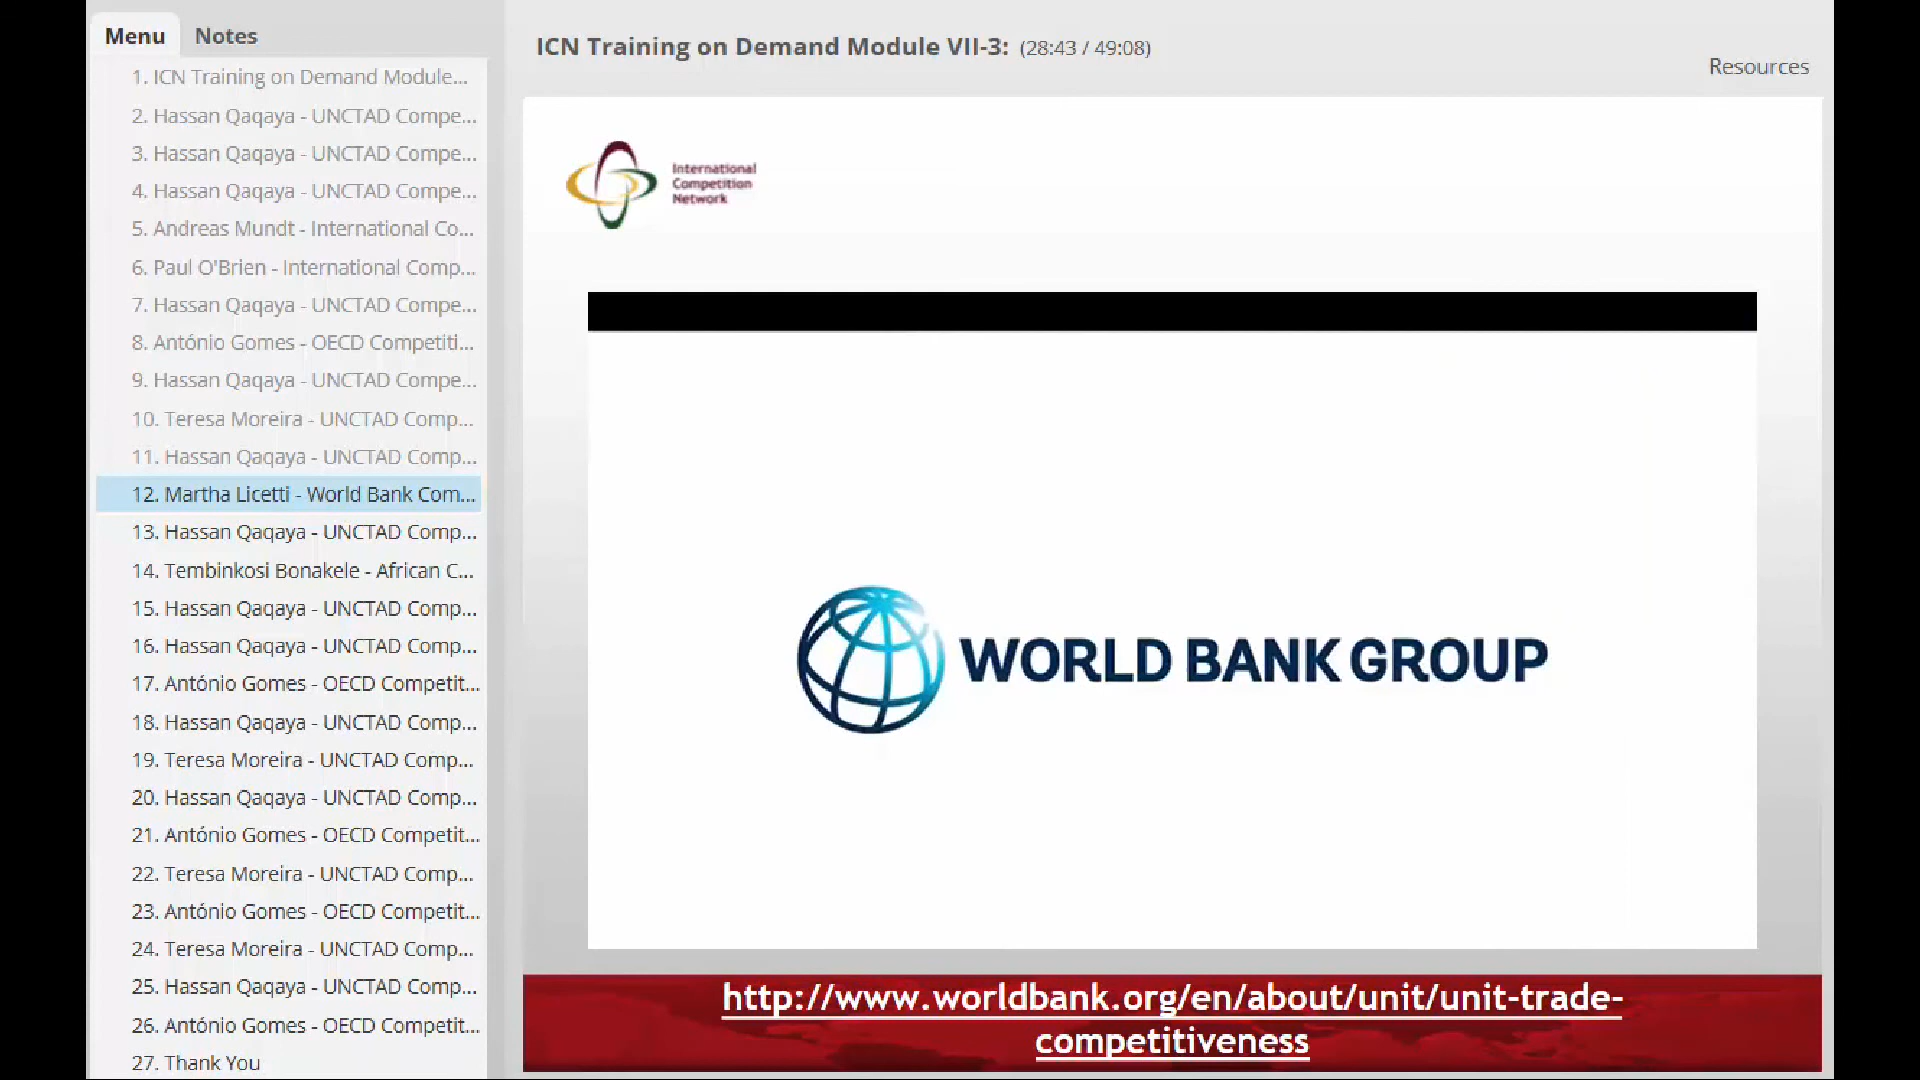 Menu
Notes
1. ICN Training on Demand Module...
2. Hassan Qaqaya - UNCTAD Compe...
3. Hassan Qaqaya - UNCTAD Compe...
4. Hassan Qaqaya - UNCTAD Compe...
5. Andreas Mundt - International Co...
6. Paul O'Brien - International Comp...
7. Hassan Qaqaya - UNCTAD Compe...
8. António Gomes - OECD Competiti...
9. Hassan Qaqaya - UNCTAD Compe...
10. Teresa Moreira - UNCTAD Comp...
11. Hassan Qaqaya - UNCTAD Comp...
12. Martha Licetti - World Bank Com...
13. Hassan Qaqaya - UNCTAD Comp...
14. Tembinkosi Bonakele - African C...
15. Hassan Qaqaya - UNCTAD Comp...
16. Hassan Qaqaya - UNCTAD Comp...
17. António Gomes - OECD Competit...
18. Hassan Qaqaya - UNCTAD Comp...
19. Teresa Moreira - UNCTAD Comp...
20. Hassan Qaqaya - UNCTAD Comp...
21. António Gomes - OECD Competit...
22. Teresa Moreira - UNCTAD Comp...
23. António Gomes - OECD Competit...
24. Teresa Moreira - UNCTAD Comp...
25. Hassan Qaqaya - UNCTAD Comp...
26. António Gomes - OECD Competit...
27. Thank You
ICN Training on Demand Module VII-3: (28:43 / 49:08)
Resources
International
Competition
Network
WORLD BANK GROUP
http://www.worldbank.org/en/about/unit/unit-trade-
competitiveness